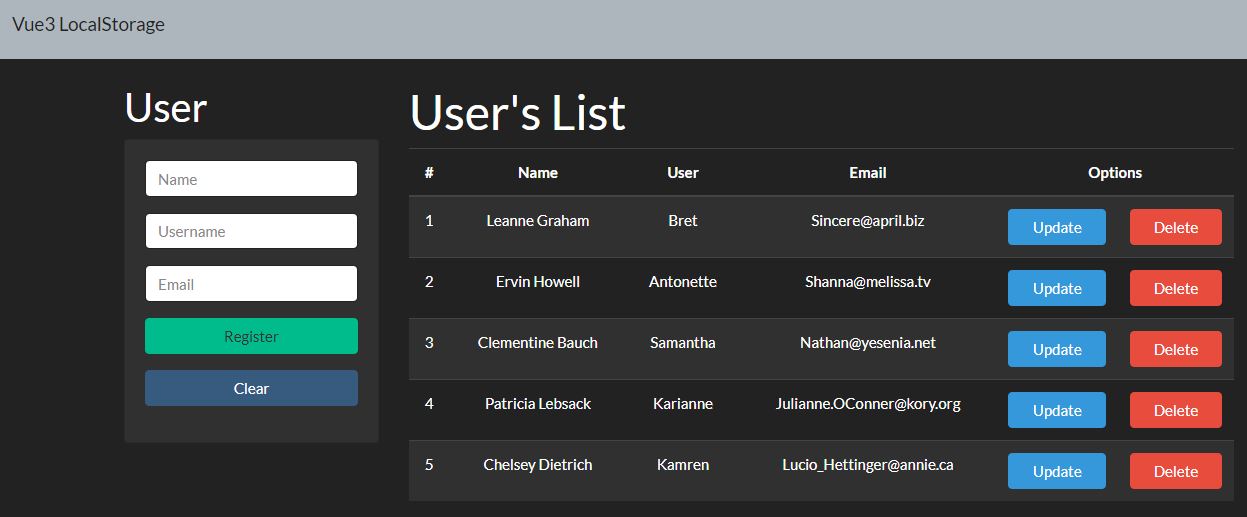 Vue3 LocalStorage
User
Name
Username
Email
Register
Clear
User's List
# Name User Email Options
1 Leanne Graham Bret Sincere@april.biz Update Delete
2 Ervin Howell Antonette Shanna@melissa.tv Update Delete
3 Clementine Bauch Samantha Nathan@yesenia.net Update Delete
4 Patricia Lebsack Karianne Julianne.OConner@kory.org Update Delete
5 Chelsey Dietrich Kamren Lucio_Hettinger@annie.ca Update Delete